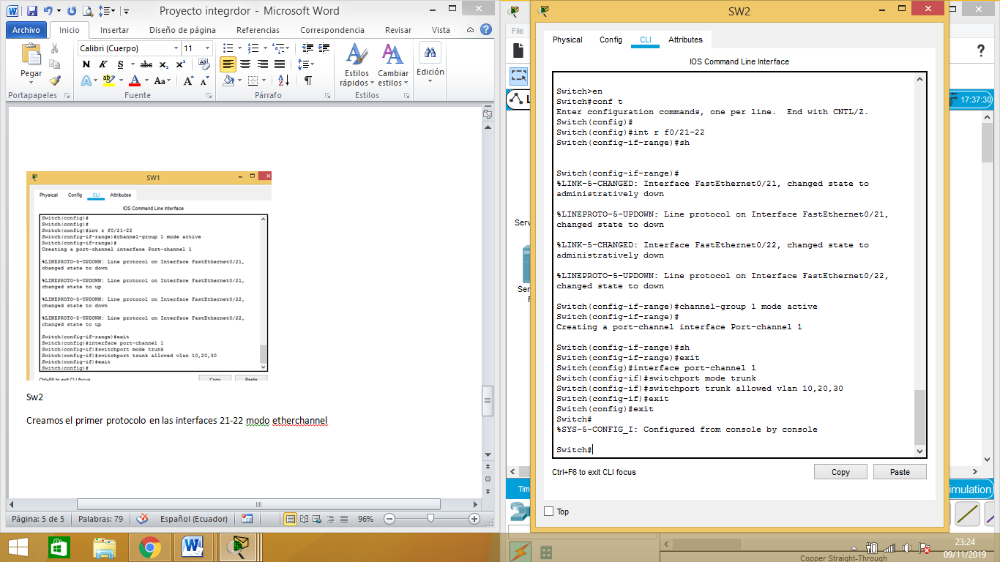 Proyecto integrdor - Microsoft Word
Archivo
Inicio
Insertar
Diseño de página
Referencias
Correspondencia
Revisar
Vista
Pegar
Calibri (Cuerpo)
11
N K S abc x₂ x²
A ab A Aa A A
Estilos rápidos
Cambiar estilos
Edición
Portapapeles
Fuente
Párrafo
Estilos
SW1
Physical Config CLI Attributes
IOS Command Line Interface
Switch(config)#
Switch(config)#
Switch(config)#int r f0/21-22
Switch(config-if-range)#channel-group 1 mode active
Switch(config-if-range)#
Creating a port-channel interface Port-channel 1
%LINEPROTO-5-UPDOWN: Line protocol on Interface FastEthernet0/21,
changed state to down
%LINEPROTO-5-UPDOWN: Line protocol on Interface FastEthernet0/21,
changed state to up
%LINEPROTO-5-UPDOWN: Line protocol on Interface FastEthernet0/22,
changed state to down
%LINEPROTO-5-UPDOWN: Line protocol on Interface FastEthernet0/22,
changed state to up
Switch(config-if-range)#exit
Switch(config)#interface port-channel 1
Switch(config-if)#switchport mode trunk
Switch(config-if)#switchport trunk allowed vlan 10,20,30
Switch(config-if)#exit
Switch(config)#
Ctrl+F6 to exit CLI focus
Copy
Paste
Sw2
Creamos el primer protocolo en las interfaces 21-22 modo etherchannel
Página: 5 de 5
Palabras: 79
Español (Ecuador)
96%
File
L
17:37:30
Serv
Ser
Tim
imulation
Copper Straight-Through
SW2
Physical
Config
CLI
Attributes
IOS Command Line Interface
Switch>en
Switch#conf t
Enter configuration commands, one per line.  End with CNTL/Z.
Switch(config)#
Switch(config)#int r f0/21-22
Switch(config-if-range)#sh
Switch(config-if-range)#
%LINK-5-CHANGED: Interface FastEthernet0/21, changed state to
administratively down
%LINEPROTO-5-UPDOWN: Line protocol on Interface FastEthernet0/21,
changed state to down
%LINK-5-CHANGED: Interface FastEthernet0/22, changed state to
administratively down
%LINEPROTO-5-UPDOWN: Line protocol on Interface FastEthernet0/22,
changed state to down
Switch(config-if-range)#channel-group 1 mode active
Switch(config-if-range)#
Creating a port-channel interface Port-channel 1
Switch(config-if-range)#sh
Switch(config-if-range)#exit
Switch(config)#interface port-channel 1
Switch(config-if)#switchport mode trunk
Switch(config-if)#switchport trunk allowed vlan 10,20,30
Switch(config-if)#exit
Switch(config)#exit
Switch#
%SYS-5-CONFIG_I: Configured from console by console
Switch#
Ctrl+F6 to exit CLI focus
Copy
Paste
Top
23:24
09/11/2019